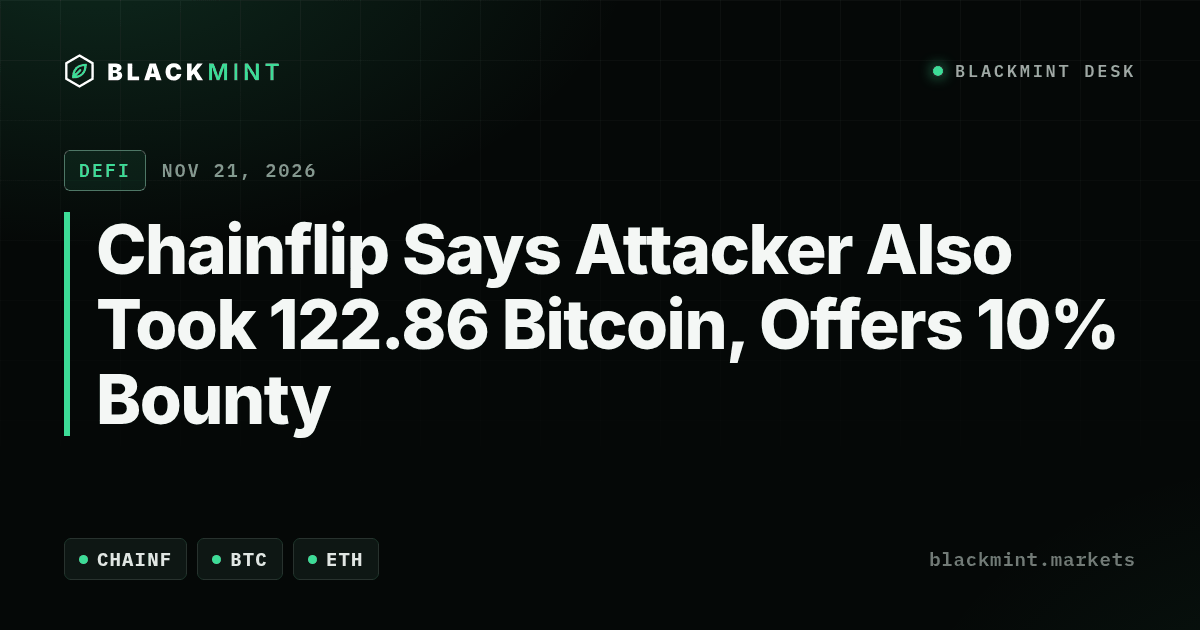 BLACKMINT
BLACKMINT DESK
DEFI
NOV 21, 2026
Chainflip Says Attacker Also
Took 122.86 Bitcoin, Offers 10%
Bounty
CHAINF
BTC
ETH
blackmint.markets